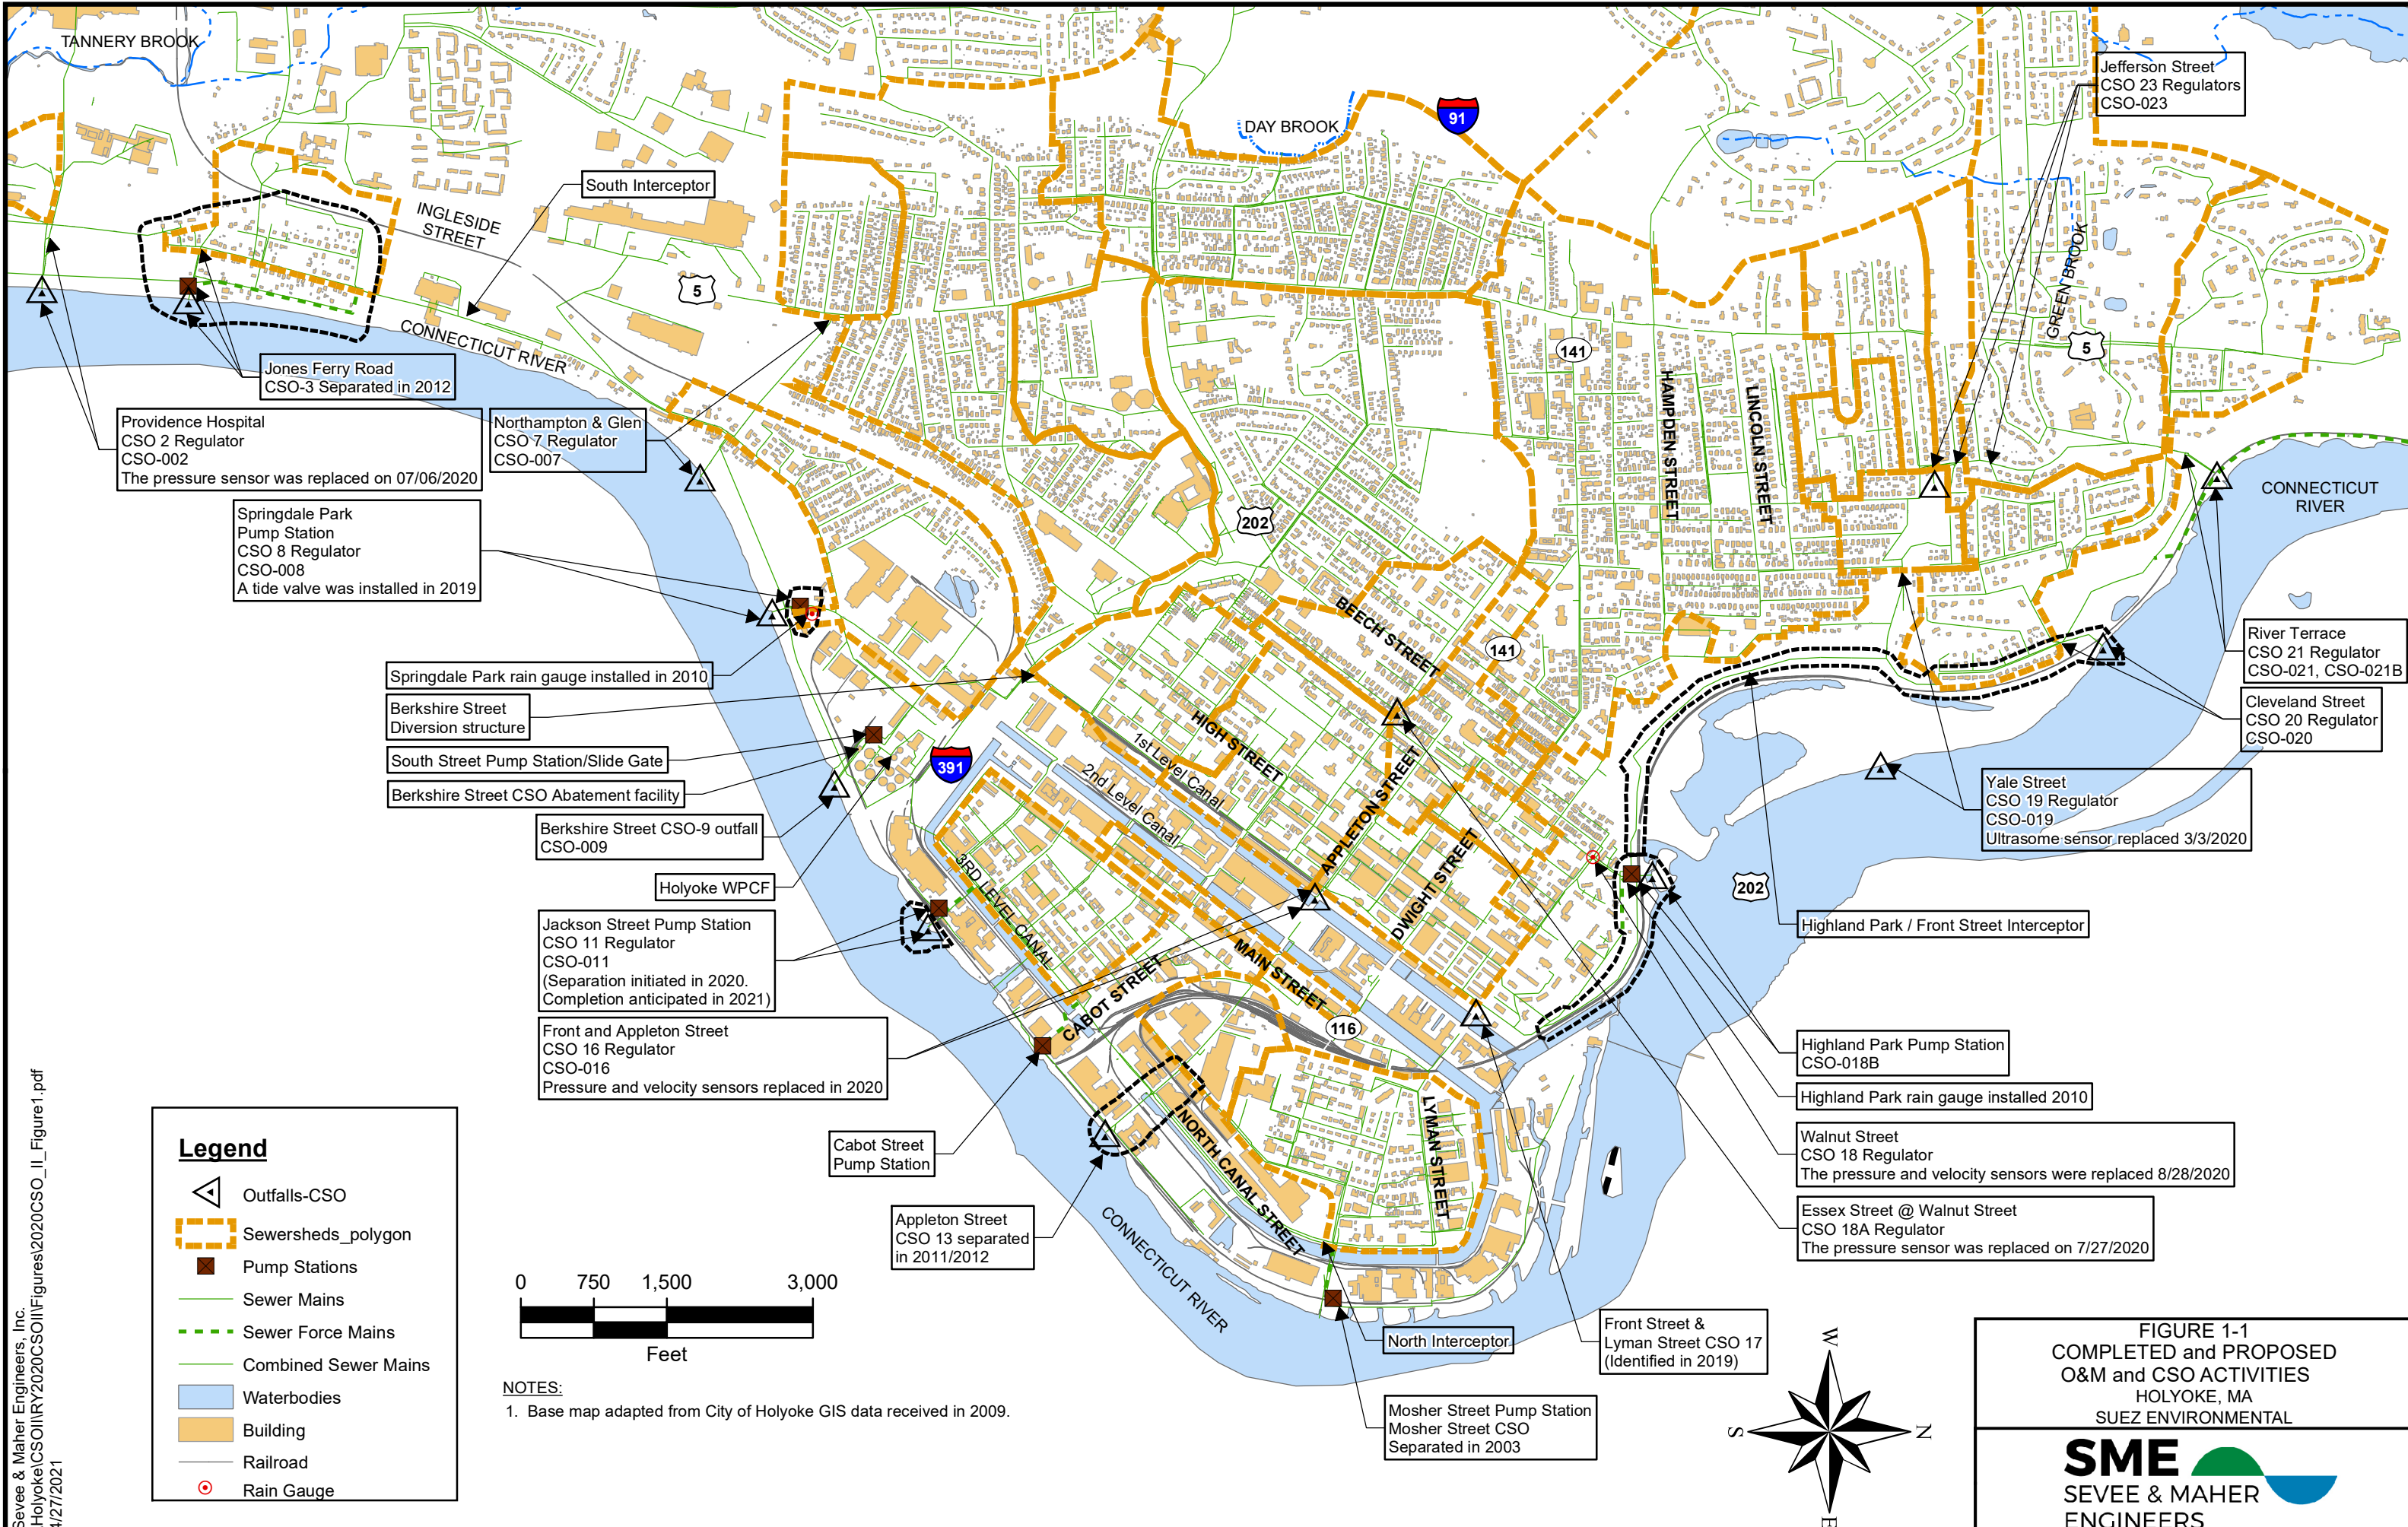 TANNERY BROOK
DAY BROOK
91
Jefferson Street
CSO 23 Regulators
CSO-023
South Interceptor
INGLESIDE
STREET
5
CONNECTICUT RIVER
GREEN BROOK
5
141
HAMPDEN STREET
LINCOLN STREET
Jones Ferry Road
CSO-3 Separated in 2012
Providence Hospital
CSO 2 Regulator
CSO-002
The pressure sensor was replaced on 07/06/2020
Northampton & Glen
CSO 7 Regulator
CSO-007
Springdale Park
Pump Station
CSO 8 Regulator
CSO-008
A tide valve was installed in 2019
202
CONNECTICUT
RIVER
BEECH STREET
141
River Terrace
CSO 21 Regulator
CSO-021, CSO-021B
Springdale Park rain gauge installed in 2010
Berkshire Street
Diversion structure
Cleveland Street
CSO 20 Regulator
CSO-020
South Street Pump Station/Slide Gate
391
HIGH STREET
1st Level Canal
2nd Level Canal
APPLETON STREET
DWIGHT STREET
Berkshire Street CSO Abatement facility
Yale Street
CSO 19 Regulator
CSO-019
Ultrasome sensor replaced 3/3/2020
Berkshire Street CSO-9 outfall
CSO-009
3RD LEVEL CANAL
Holyoke WPCF
202
Highland Park / Front Street Interceptor
Jackson Street Pump Station
CSO 11 Regulator
CSO-011
(Separation initiated in 2020.
Completion anticipated in 2021)
CABOT STREET
MAIN STREET
116
Front and Appleton Street
CSO 16 Regulator
CSO-016
Pressure and velocity sensors replaced in 2020
Highland Park Pump Station
CSO-018B
Highland Park rain gauge installed 2010
Cabot Street
Pump Station
NORTH CANAL STREET
LYMAN STREET
Walnut Street
CSO 18 Regulator
The pressure and velocity sensors were replaced 8/28/2020
Appleton Street
CSO 13 separated
in 2011/2012
CONNECTICUT RIVER
Essex Street @ Walnut Street
CSO 18A Regulator
The pressure sensor was replaced on 7/27/2020
North Interceptor
Front Street &
Lyman Street CSO 17
(Identified in 2019)
Mosher Street Pump Station
Mosher Street CSO
Separated in 2003
Legend
Outfalls-CSO
Sewersheds_polygon
Pump Stations
Sewer Mains
Sewer Force Mains
Combined Sewer Mains
Waterbodies
Building
Railroad
Rain Gauge
0 750 1,500 3,000
Feet
NOTES:
1. Base map adapted from City of Holyoke GIS data received in 2009.
W
S
N
E
FIGURE 1-1
COMPLETED and PROPOSED
O&M and CSO ACTIVITIES
HOLYOKE, MA
SUEZ ENVIRONMENTAL
SME
SEVEE & MAHER
ENGINEERS
Sevee & Maher Engineers, Inc.
\Holyoke\CSOII\RY2020CSOII\Figures\2020CSO_II_Figure1.pdf
4/27/2021